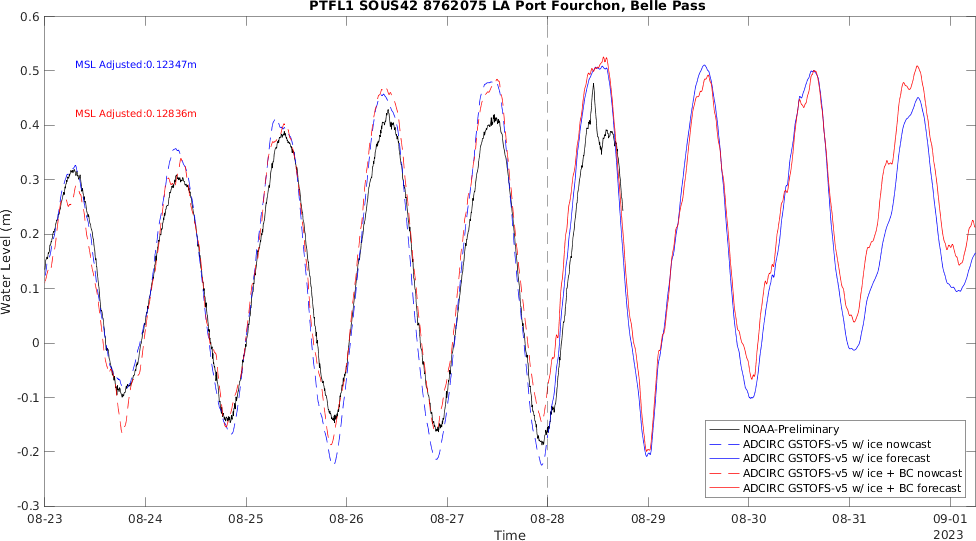 PTFL1 SOUS42 8762075 LA Port Fourchon, Belle Pass
0.6
0.5
0.4
0.3
0.2
0.1
0
-0.1
-0.2
-0.3
Water Level (m)
MSL Adjusted:0.12347m
MSL Adjusted:0.12836m
NOAA-Preliminary
ADCIRC GSTOFS-v5 w/ ice nowcast
ADCIRC GSTOFS-v5 w/ ice forecast
ADCIRC GSTOFS-v5 w/ ice + BC nowcast
ADCIRC GSTOFS-v5 w/ ice + BC forecast
08-23 08-24 08-25 08-26 08-27 08-28 08-29 08-30 08-31 09-01
Time
2023